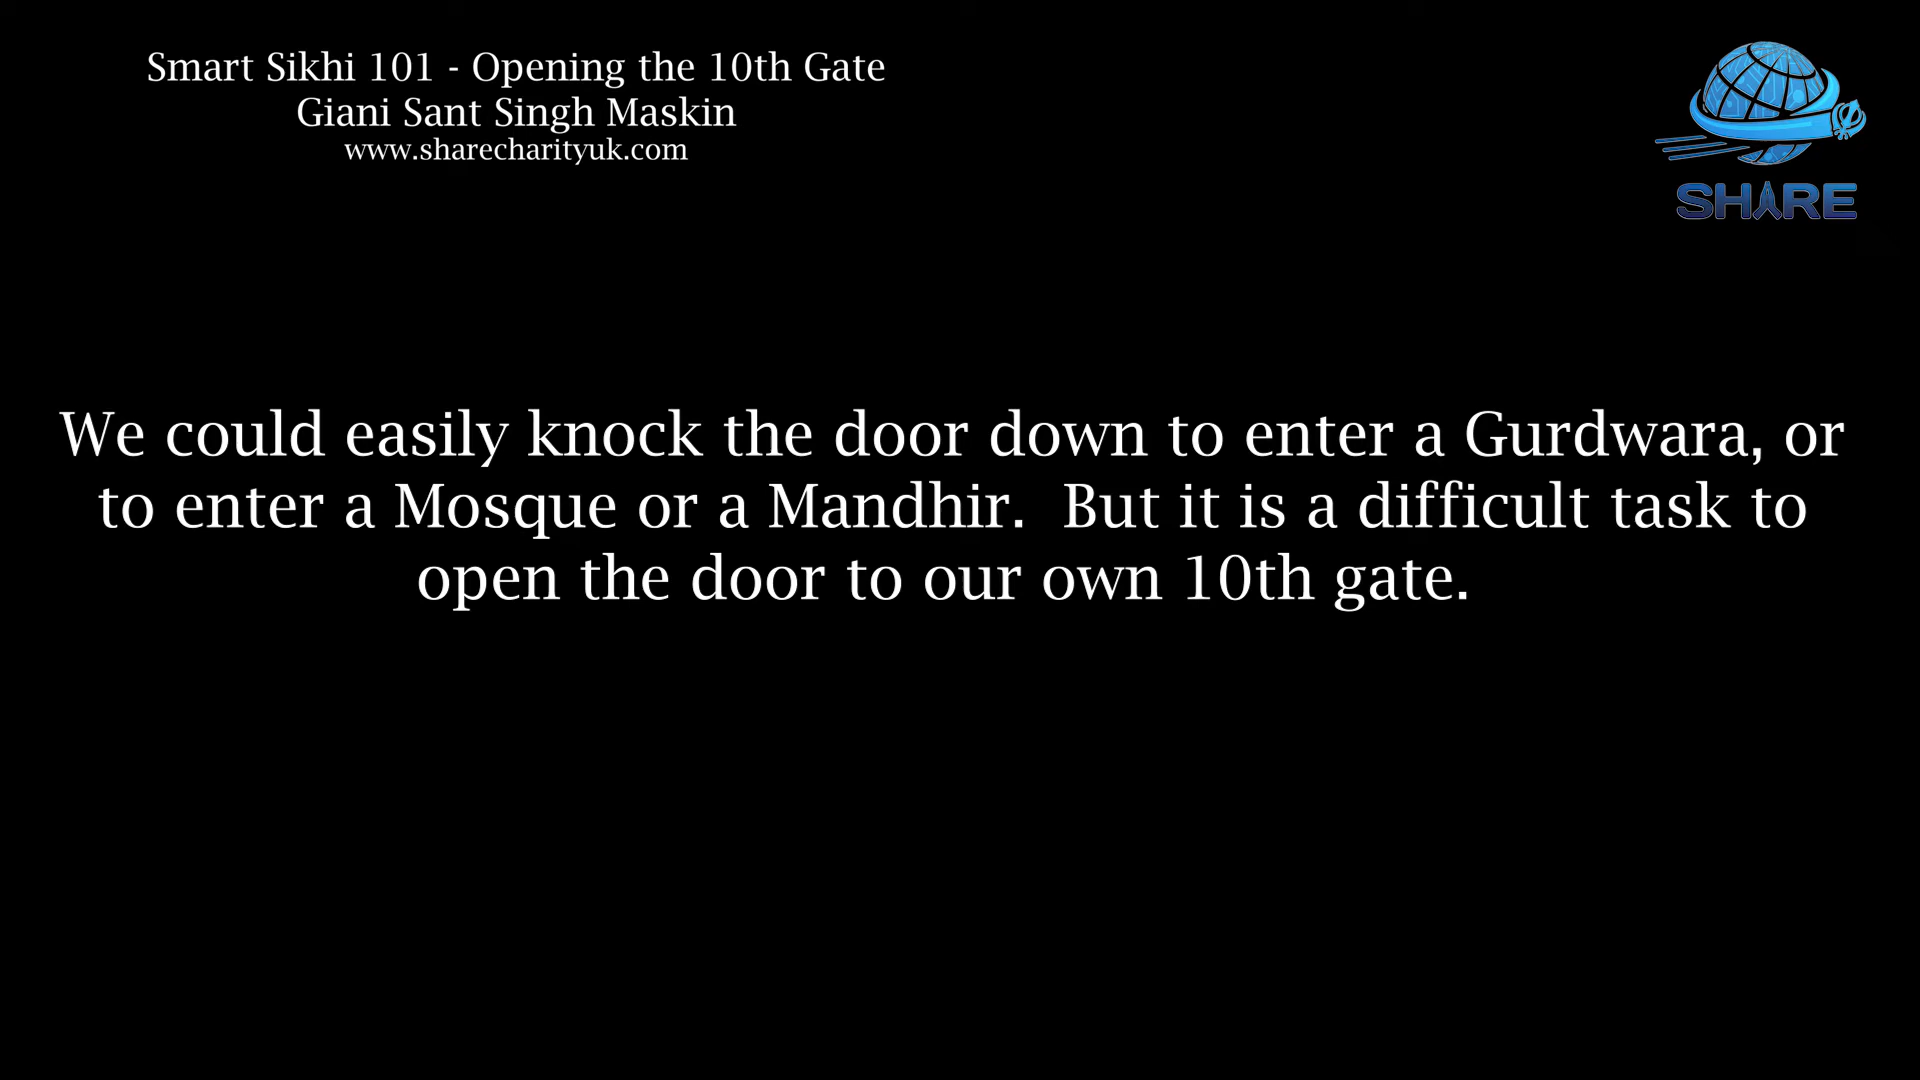 Smart Sikhi 101 - Opening the 10th Gate
Giani Sant Singh Maskin
www.sharecharityuk.com
SHARE
We could easily knock the door down to enter a Gurdwara, or
to enter a Mosque or a Mandhir.  But it is a difficult task to
open the door to our own 10th gate.